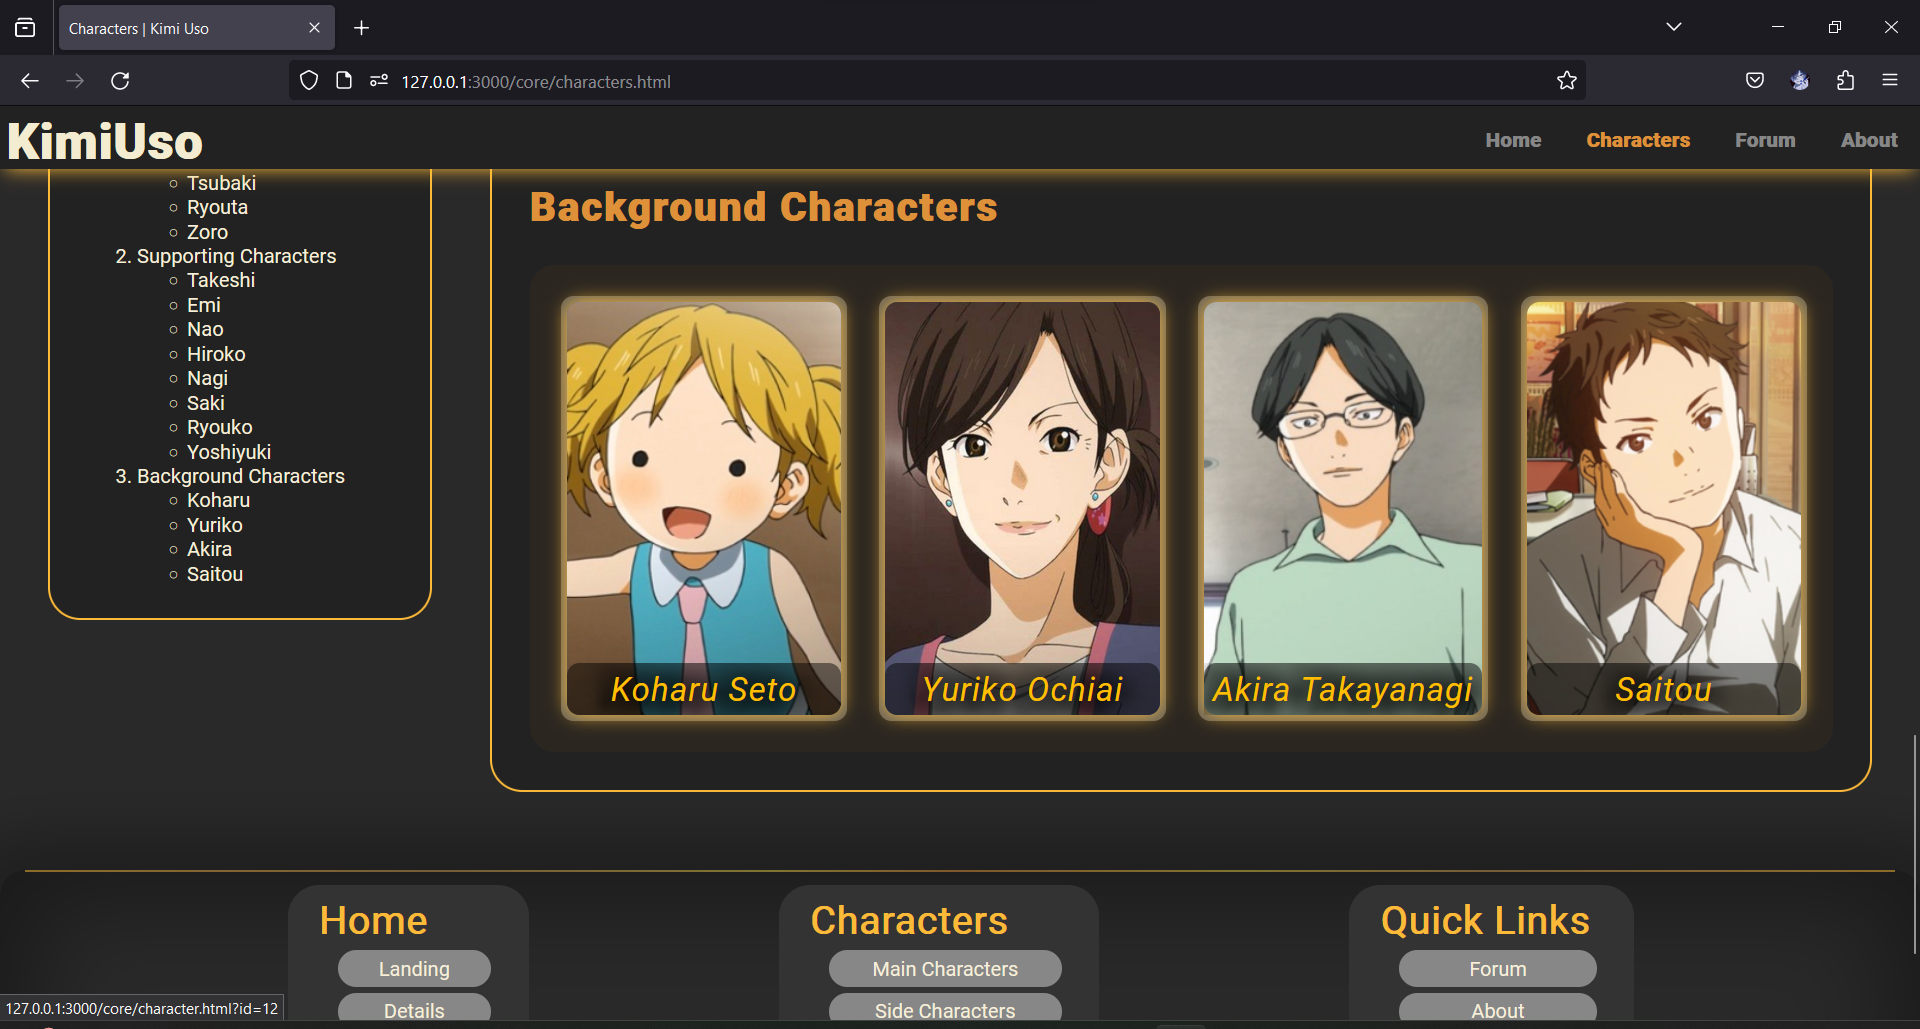 Characters | Kimi Uso
127.0.0.1:3000/core/characters.html
KimiUso
Home Characters Forum About
Tsubaki
Ryouta
Zoro
2. Supporting Characters
Takeshi
Emi
Nao
Hiroko
Nagi
Saki
Ryouko
Yoshiyuki
3. Background Characters
Koharu
Yuriko
Akira
Saitou
Background Characters
Koharu Seto
Yuriko Ochiai
Akira Takayanagi
Saitou
Home
Landing
Details
Characters
Main Characters
Side Characters
Quick Links
Forum
About
127.0.0.1:3000/core/character.html?id=12